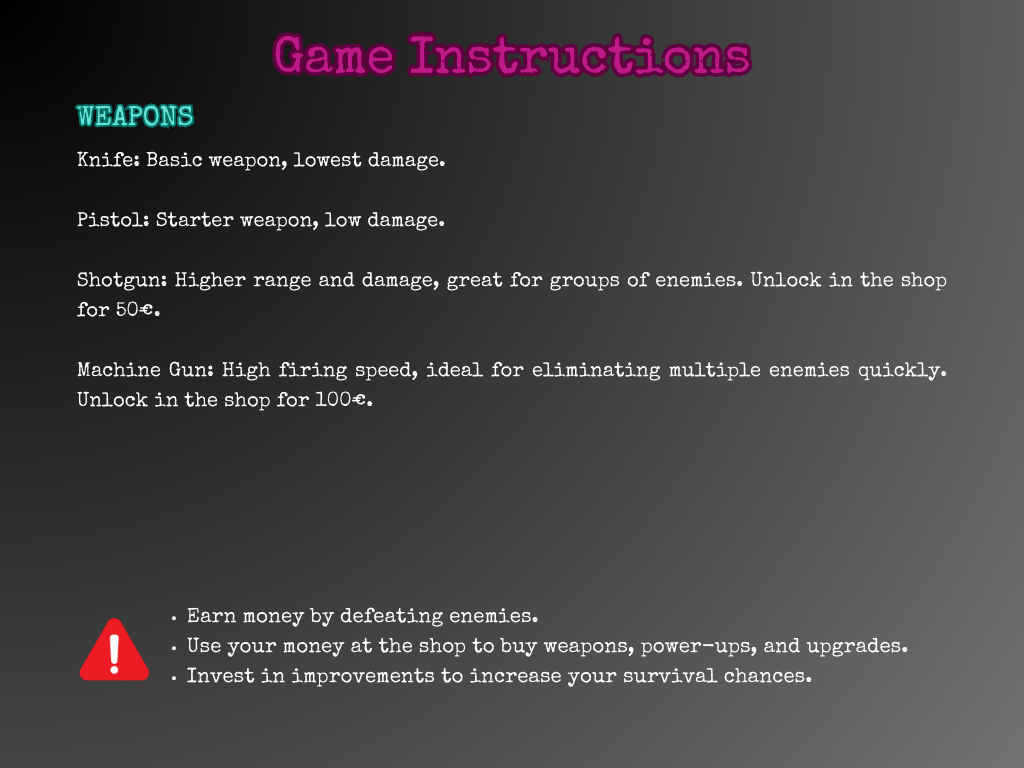 Game Instructions
WEAPONS
Knife: Basic weapon, lowest damage.
Pistol: Starter weapon, low damage.
Shotgun: Higher range and damage, great for groups of enemies. Unlock in the shop
for 50€.
Machine Gun: High firing speed, ideal for eliminating multiple enemies quickly.
Unlock in the shop for 100€.
• Earn money by defeating enemies.
• Use your money at the shop to buy weapons, power-ups, and upgrades.
• Invest in improvements to increase your survival chances.